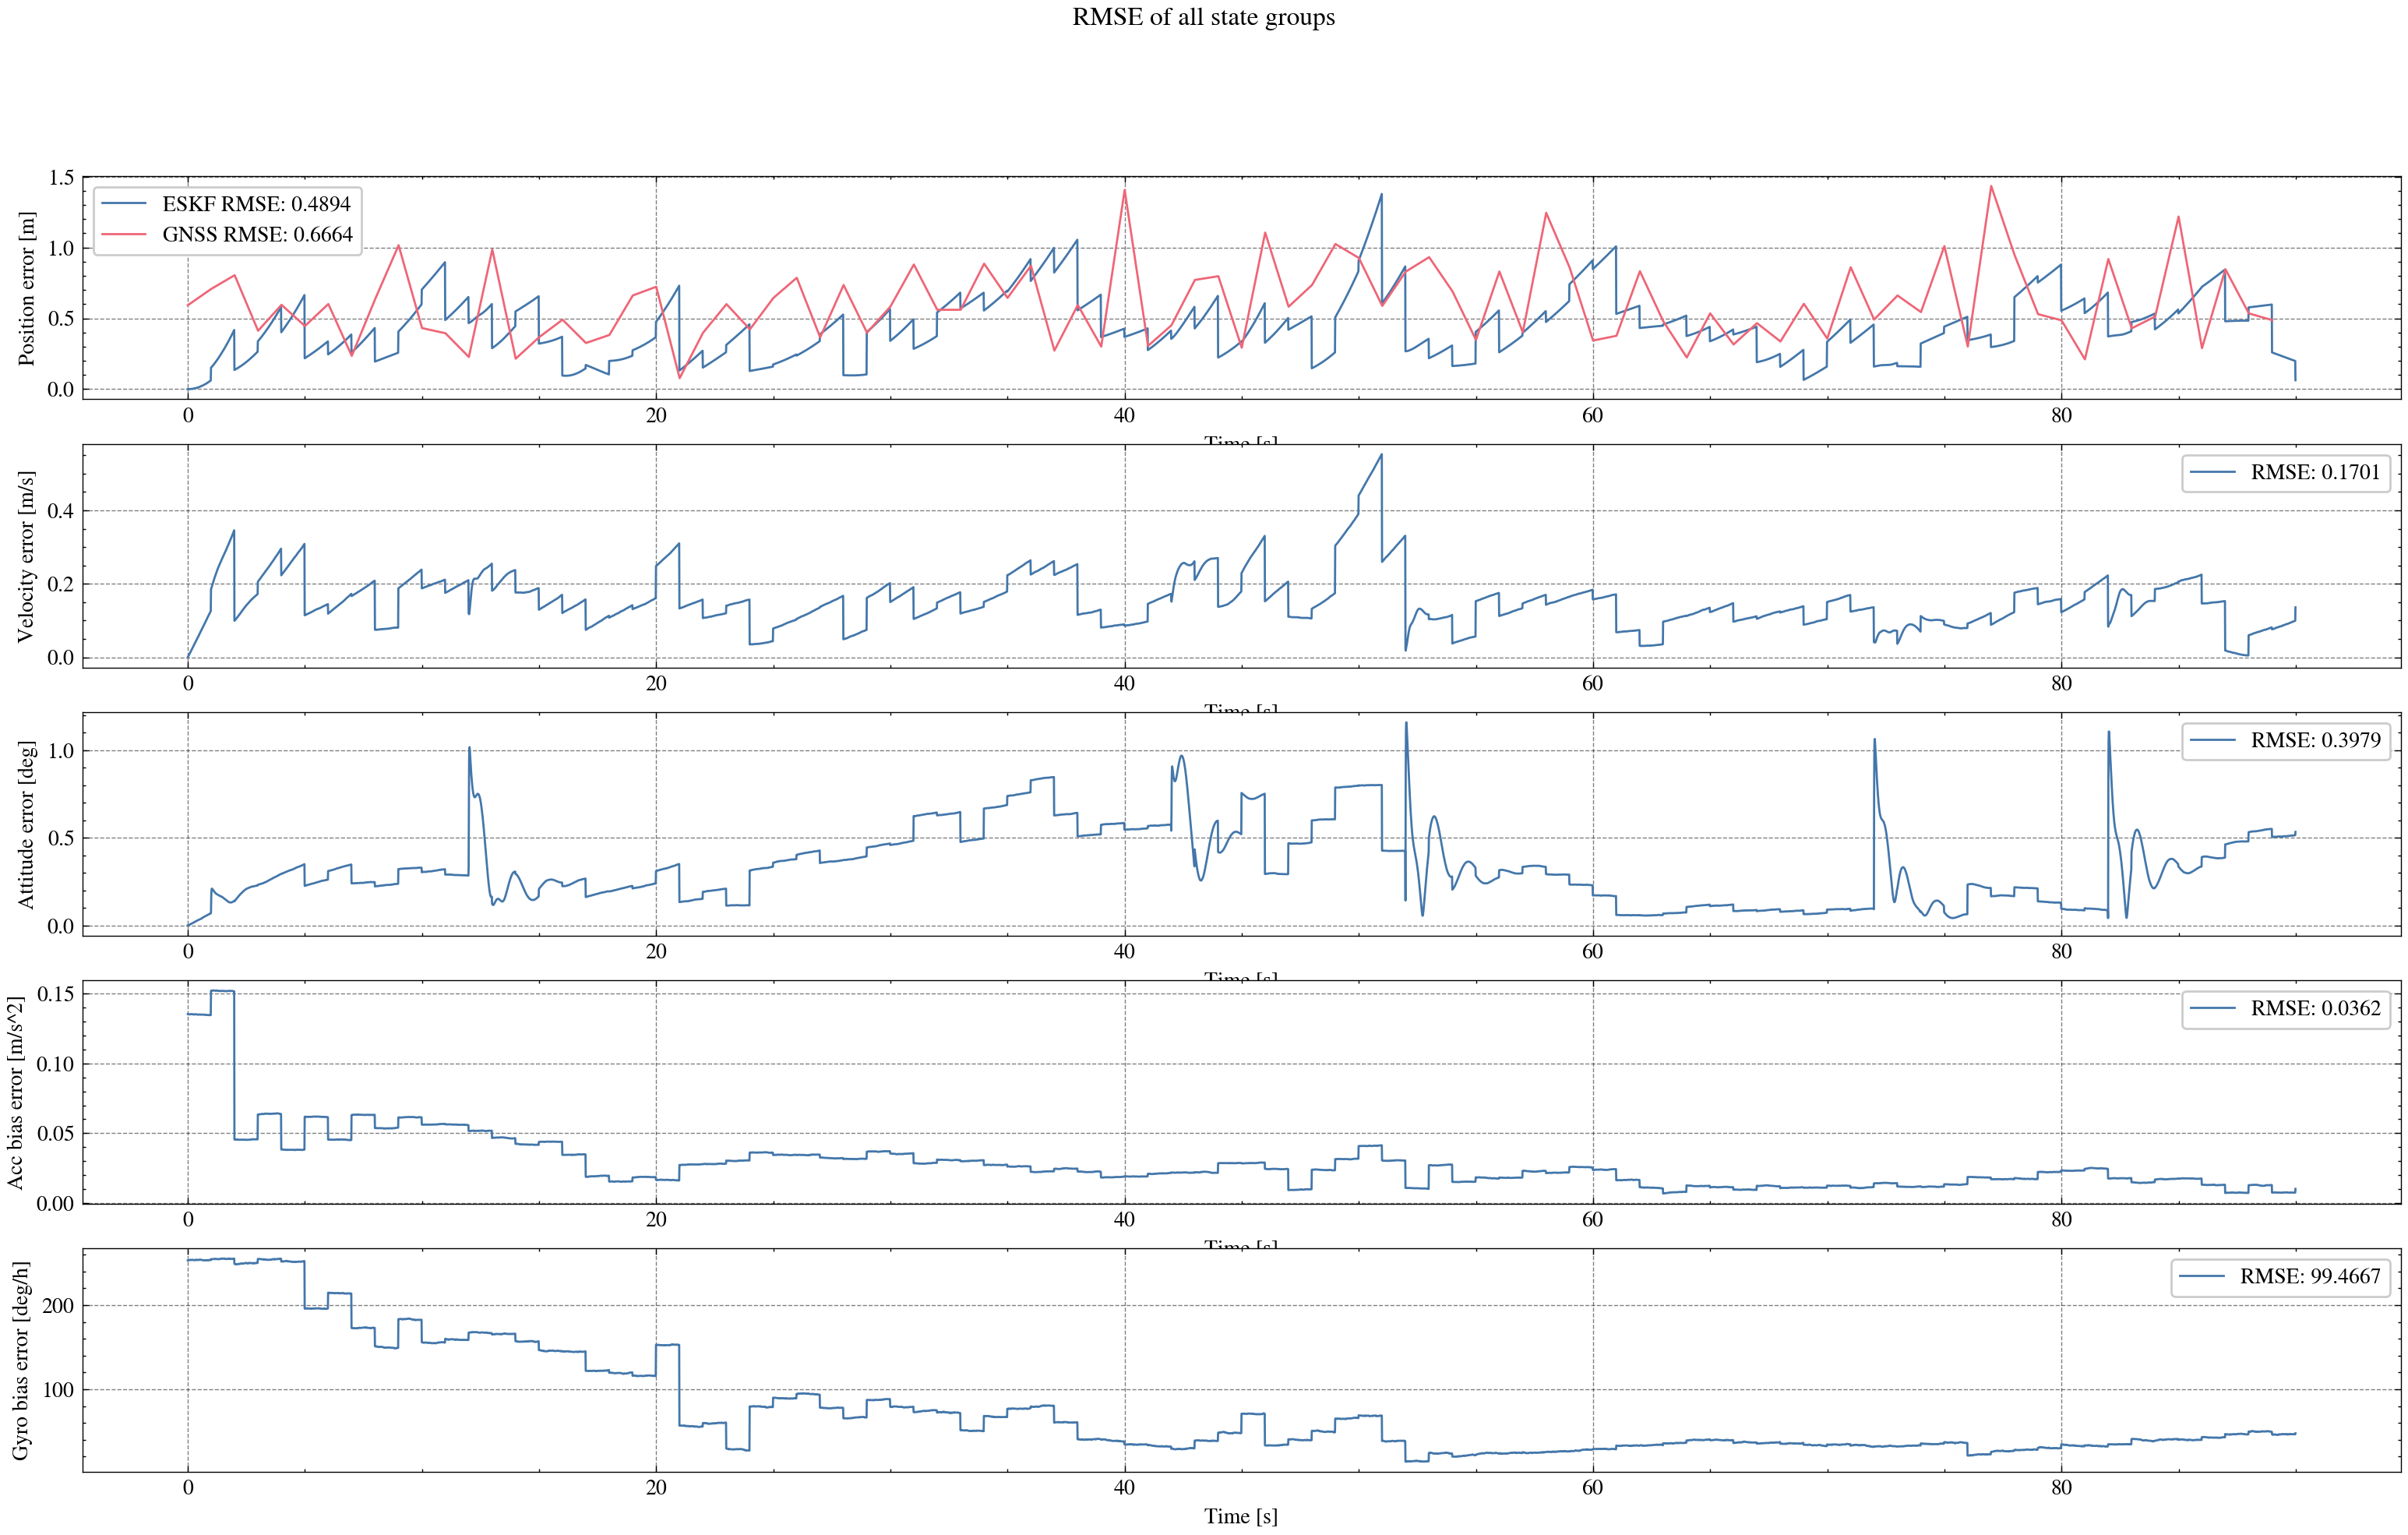 RMSE of all state groups
1.5
1.0
0.5
0.0
Position error [m]
ESKF RMSE: 0.4894
GNSS RMSE: 0.6664
0 20 40 60 80
Time [s]
0.4
0.2
0.0
Velocity error [m/s]
RMSE: 0.1701
0 20 40 60 80
Time [s]
1.0
0.5
0.0
Attitude error [deg]
RMSE: 0.3979
0 20 40 60 80
Time [s]
0.15
0.10
0.05
0.00
Acc bias error [m/s^2]
RMSE: 0.0362
0 20 40 60 80
Time [s]
200
100
Gyro bias error [deg/h]
RMSE: 99.4667
0 20 40 60 80
Time [s]